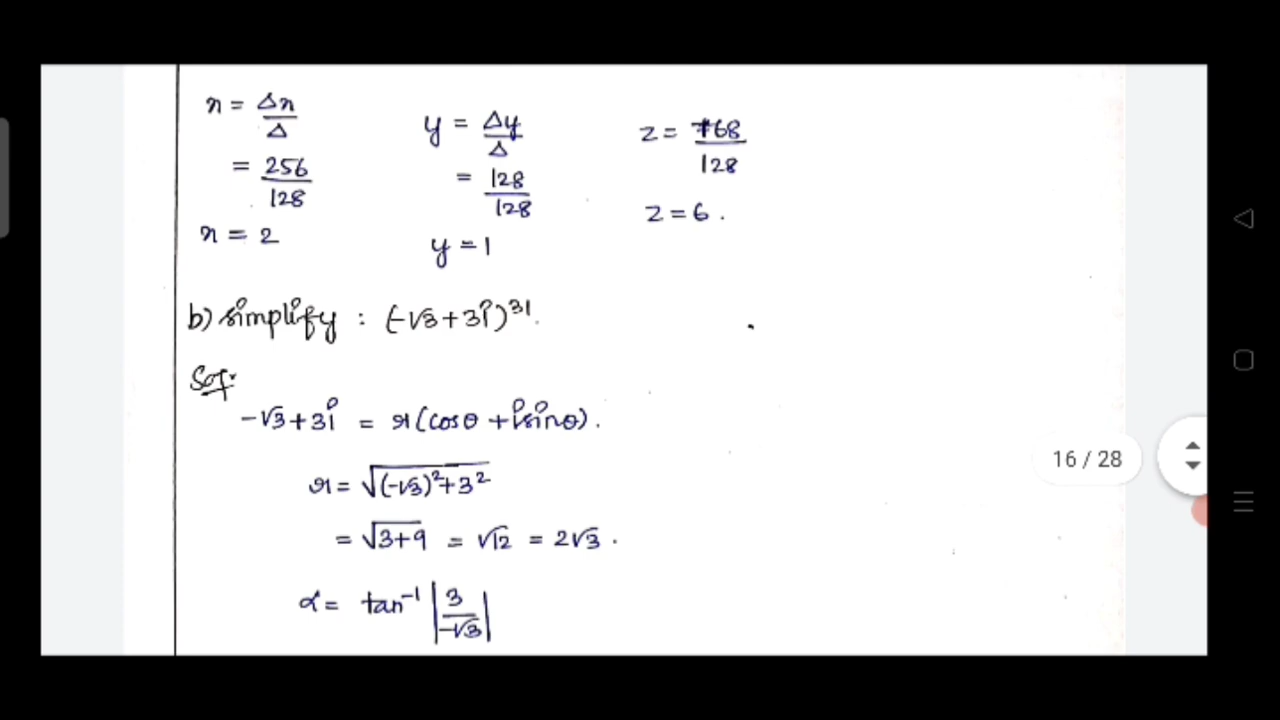 x = Δx/Δ   y = Δy/Δ   z = 768/128
= 256/128   = 128/128   z = 6 .
x = 2   y = 1
b) simplify : (-√3+3i)³¹.
Sol:
-√3+3i = r(cosθ + isinθ).
r = √((-√3)²+3²)
= √(3+9) = √12 = 2√3 .
16 / 28
α = tan⁻¹ |3/-√3|